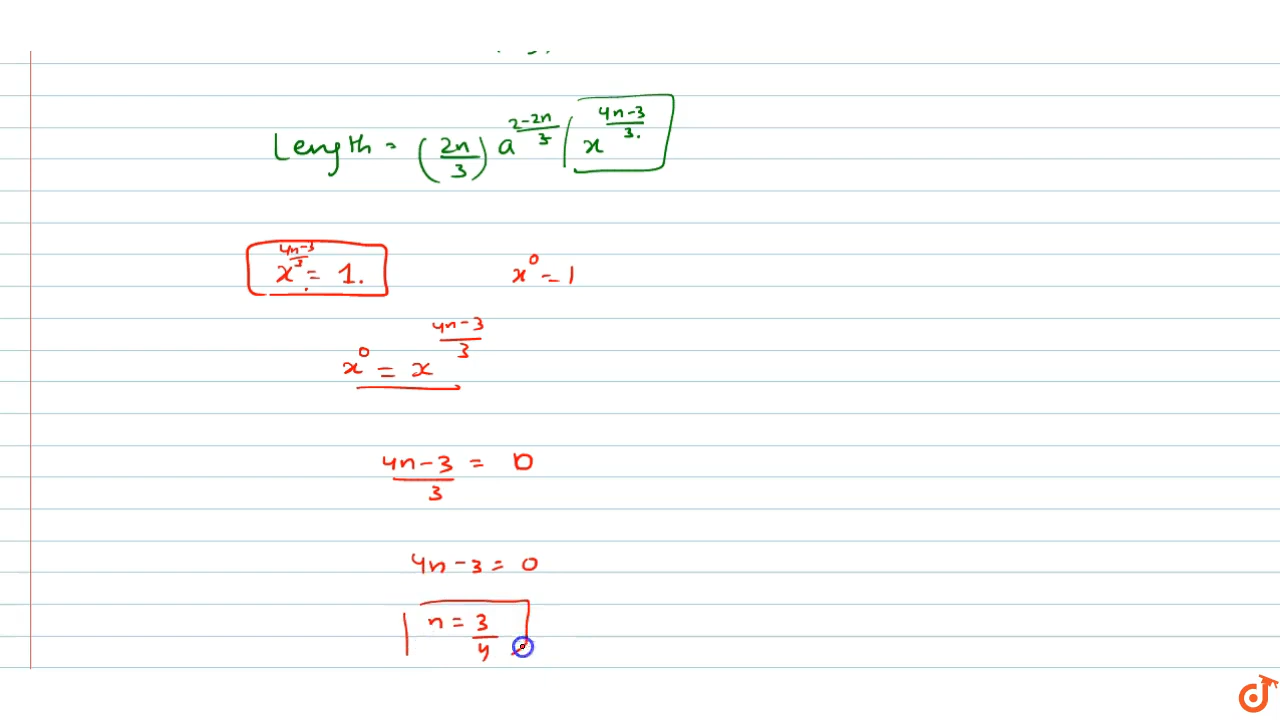 Length = (2n/3) a^((2-2n)/3) x^((4n-3)/3).
x^((4n-3)/3) = 1. x^0 = 1
x^0 = x^((4n-3)/3)
(4n-3)/3 = 0
4n-3 = 0
n = 3/4